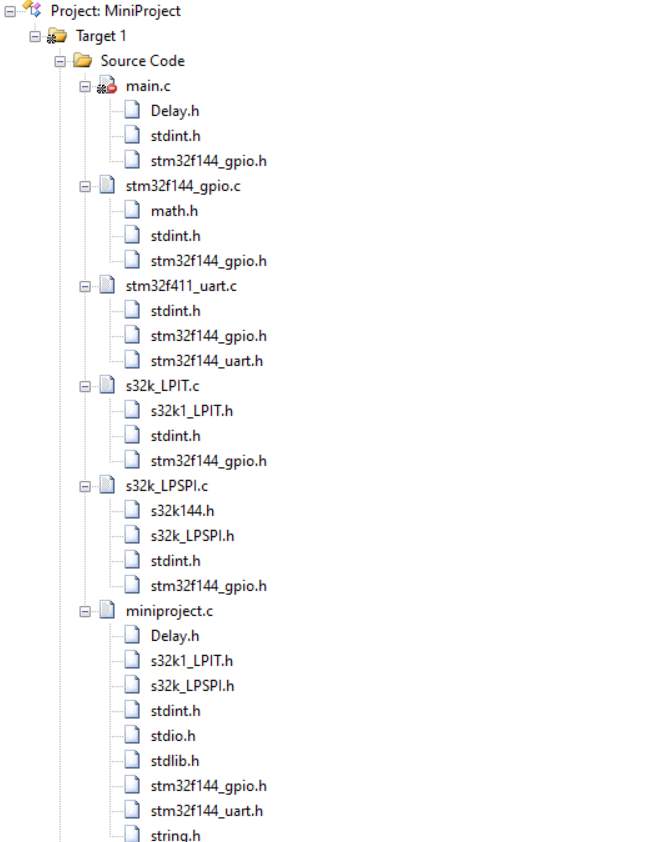 Project: MiniProject
Target 1
Source Code
main.c
Delay.h
stdint.h
stm32f144_gpio.h
stm32f144_gpio.c
math.h
stdint.h
stm32f144_gpio.h
stm32f411_uart.c
stdint.h
stm32f144_gpio.h
stm32f144_uart.h
s32k_LPIT.c
s32k1_LPIT.h
stdint.h
stm32f144_gpio.h
s32k_LPSPI.c
s32k144.h
s32k_LPSPI.h
stdint.h
stm32f144_gpio.h
miniproject.c
Delay.h
s32k1_LPIT.h
s32k_LPSPI.h
stdint.h
stdio.h
stdlib.h
stm32f144_gpio.h
stm32f144_uart.h
string.h